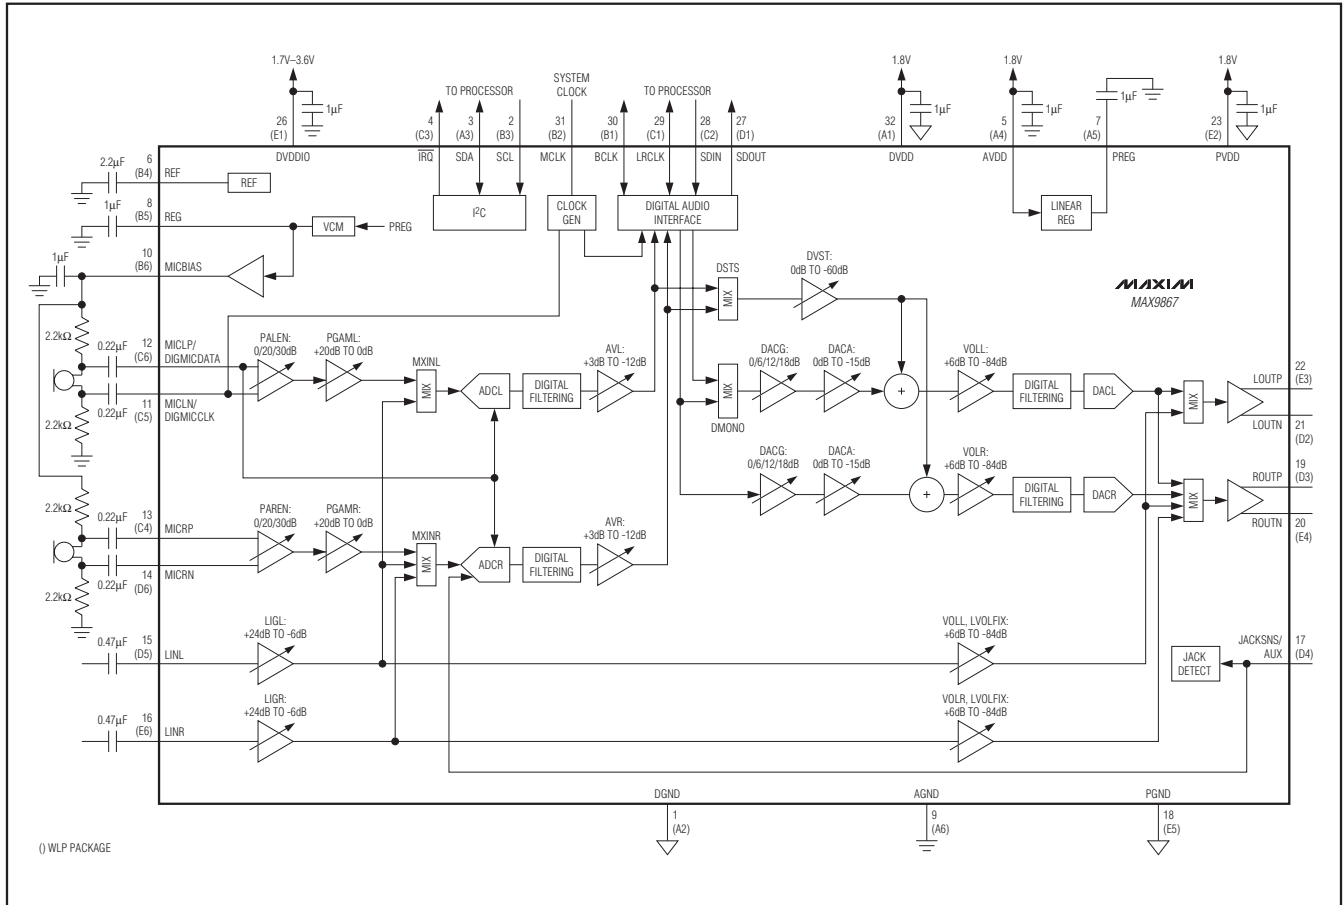 1.7V–3.6V
1µF
26
(E1)
DVDDIO
TO PROCESSOR
4
(C3)
IRQ
3
(A3)
SDA
2
(B3)
SCL
SYSTEM
CLOCK
31
(B2)
MCLK
TO PROCESSOR
30
(B1)
BCLK
29
(C1)
LRCLK
28
(C2)
SDIN
27
(D1)
SDOUT
1.8V
1µF
32
(A1)
DVDD
1.8V
1µF
5
(A4)
AVDD
1µF
7
(A5)
PREG
1.8V
1µF
23
(E2)
PVDD
2.2µF
6
(B4)
REF
REF
1µF
8
(B5)
REG
VCM
PREG
I2C
CLOCK
GEN
DIGITAL AUDIO
INTERFACE
LINEAR
REG
1µF
10
(B6)
MICBIAS
DSTS
MIX
DVST:
0dB TO -60dB
MAXIM
MAX9867
2.2kΩ
0.22µF
12
(C6)
MICLP/
DIGMICDATA
0.22µF
11
(C5)
MICLN/
DIGMICCLK
2.2kΩ
PALEN:
0/20/30dB
PGAML:
+20dB TO 0dB
MXINL
MIX
ADCL
DIGITAL
FILTERING
AVL:
+3dB TO -12dB
MIX
DMONO
DACG:
0/6/12/18dB
DACA:
0dB TO -15dB
+
VOLL:
+6dB TO -84dB
DIGITAL
FILTERING
DACL
MIX
22
(E3)
LOUTP
LOUTN
21
(D2)
DACG:
0/6/12/18dB
DACA:
0dB TO -15dB
+
VOLR:
+6dB TO -84dB
DIGITAL
FILTERING
DACR
MIX
19
(D3)
ROUTP
ROUTN
20
(E4)
2.2kΩ
0.22µF
13
(C4)
MICRP
0.22µF
14
(D6)
MICRN
2.2kΩ
PAREN:
0/20/30dB
PGAMR:
+20dB TO 0dB
MXINR
MIX
ADCR
DIGITAL
FILTERING
AVR:
+3dB TO -12dB
0.47µF
15
(D5)
LINL
LIGL:
+24dB TO -6dB
VOLL, LVOLFIX:
+6dB TO -84dB
JACK
DETECT
JACKSNS/
AUX
17
(D4)
0.47µF
16
(E6)
LINR
LIGR:
+24dB TO -6dB
VOLR, LVOLFIX:
+6dB TO -84dB
DGND
1
(A2)
AGND
9
(A6)
PGND
18
(E5)
() WLP PACKAGE